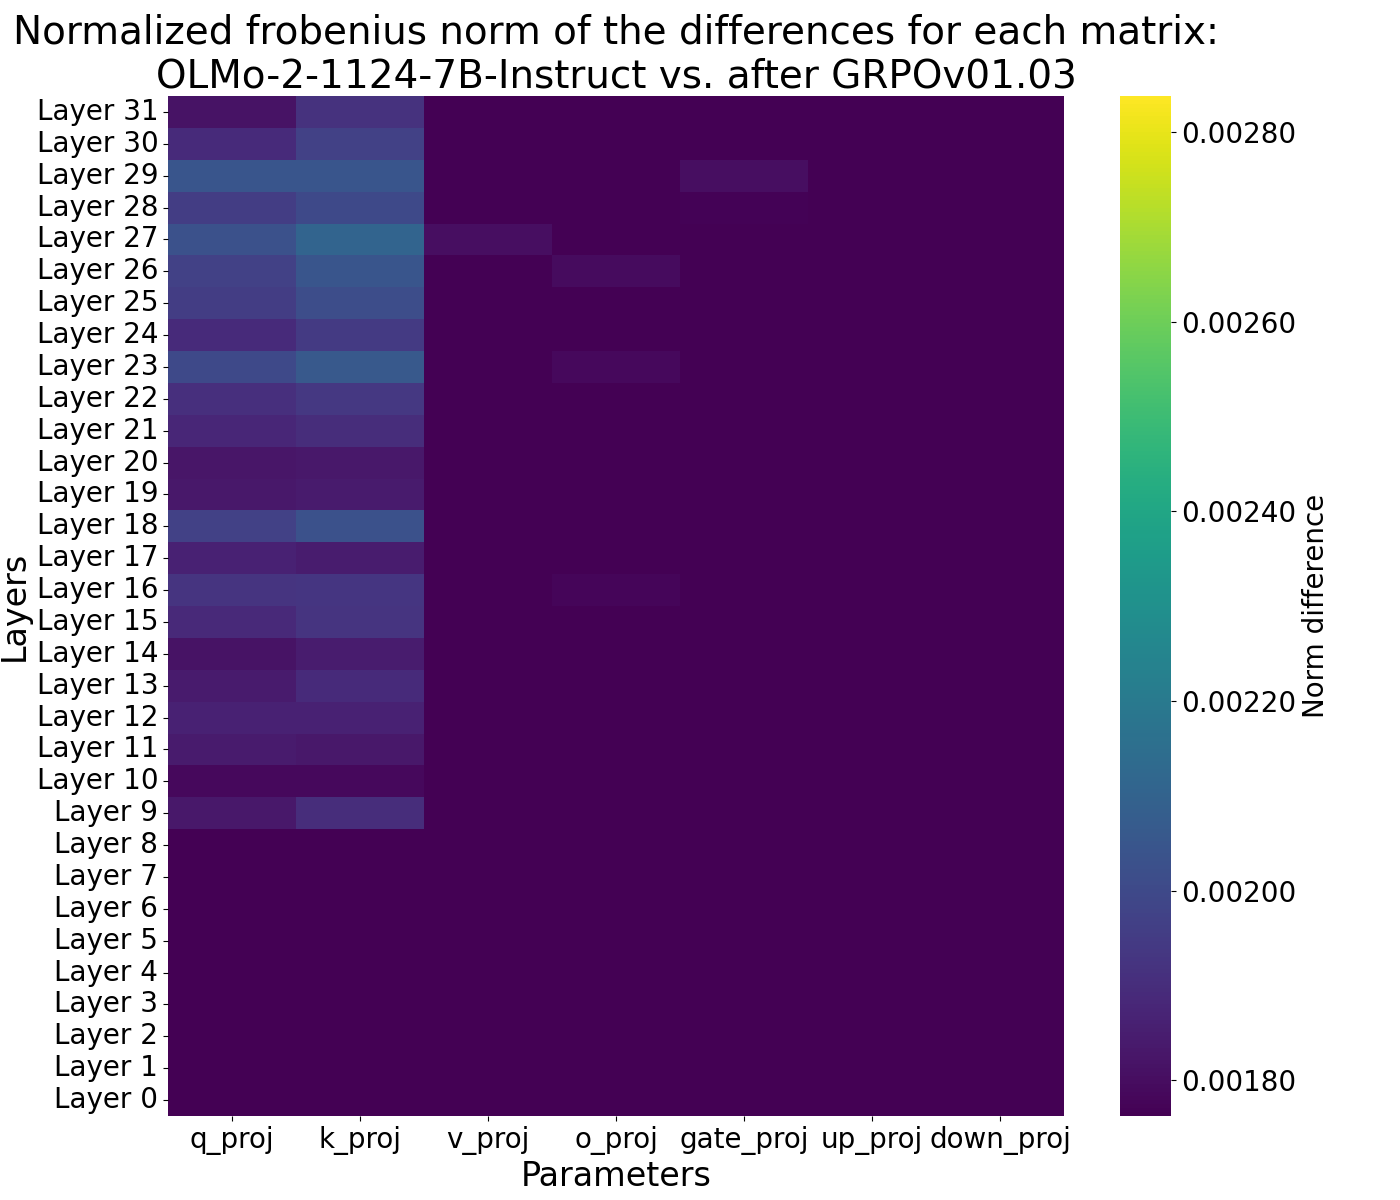 Normalized frobenius norm of the differences for each matrix:
OLMo-2-1124-7B-Instruct vs. after GRPOv01.03
Layers
Layer 31
Layer 30
Layer 29
Layer 28
Layer 27
Layer 26
Layer 25
Layer 24
Layer 23
Layer 22
Layer 21
Layer 20
Layer 19
Layer 18
Layer 17
Layer 16
Layer 15
Layer 14
Layer 13
Layer 12
Layer 11
Layer 10
Layer 9
Layer 8
Layer 7
Layer 6
Layer 5
Layer 4
Layer 3
Layer 2
Layer 1
Layer 0
q_proj k_proj v_proj o_proj gate_proj up_proj down_proj
Parameters
0.00280
0.00260
0.00240
0.00220
0.00200
0.00180
Norm difference